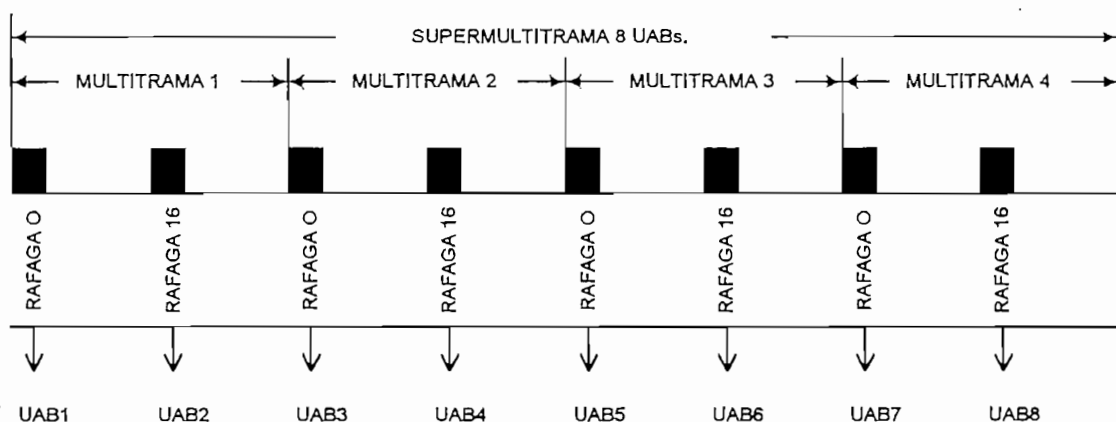 SUPERMULTITRAMA 8 UABs.
MULTITRAMA 1 MULTITRAMA 2 MULTITRAMA 3 MULTITRAMA 4
RAFAGA O
RAFAGA 16
RAFAGA O
RAFAGA 16
RAFAGA O
RAFAGA 16
RAFAGA O
RAFAGA 16
UAB1 UAB2 UAB3 UAB4 UAB5 UAB6 UAB7 UAB8